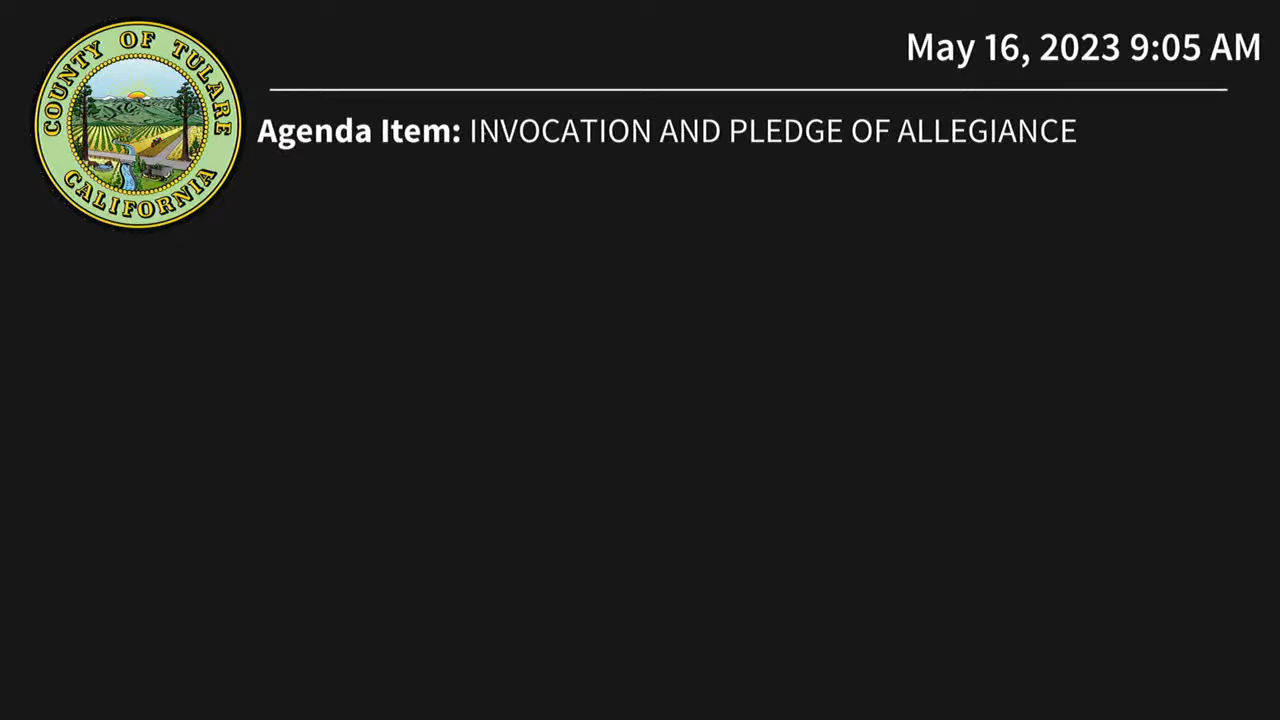 COUNTY OF TULARE
CALIFORNIA
May 16, 2023 9:05 AM
Agenda Item: INVOCATION AND PLEDGE OF ALLEGIANCE